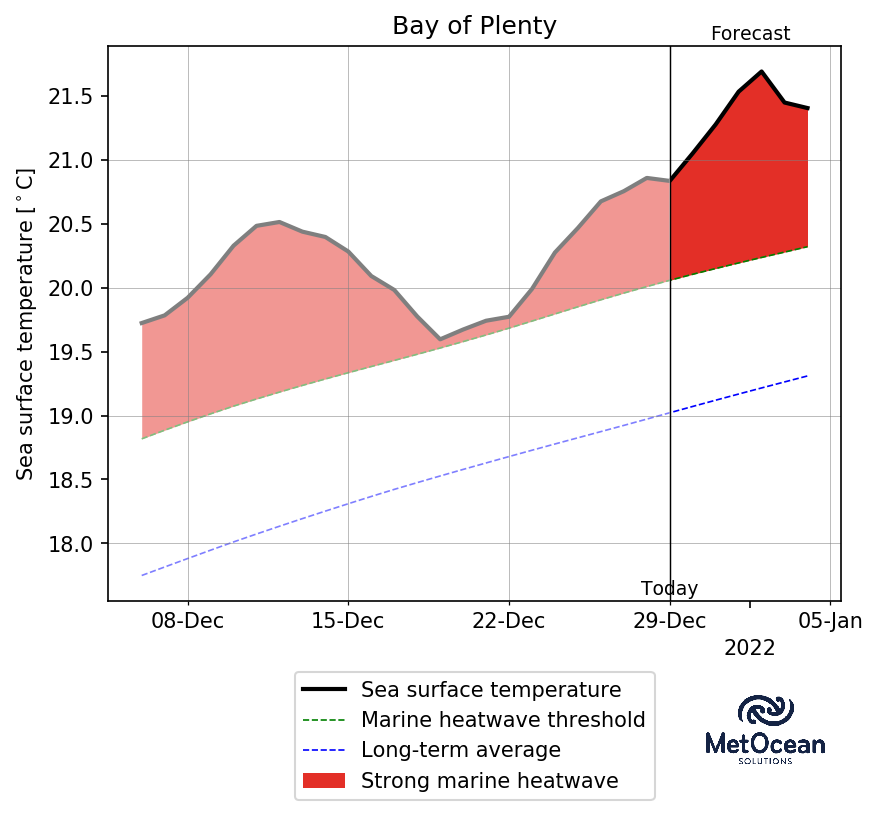 Bay of Plenty
Forecast
Sea surface temperature [°C]
21.5
21.0
20.5
20.0
19.5
19.0
18.5
18.0
Today
08-Dec
15-Dec
22-Dec
29-Dec
05-Jan
2022
Sea surface temperature
Marine heatwave threshold
Long-term average
Strong marine heatwave
MetOcean
SOLUTIONS